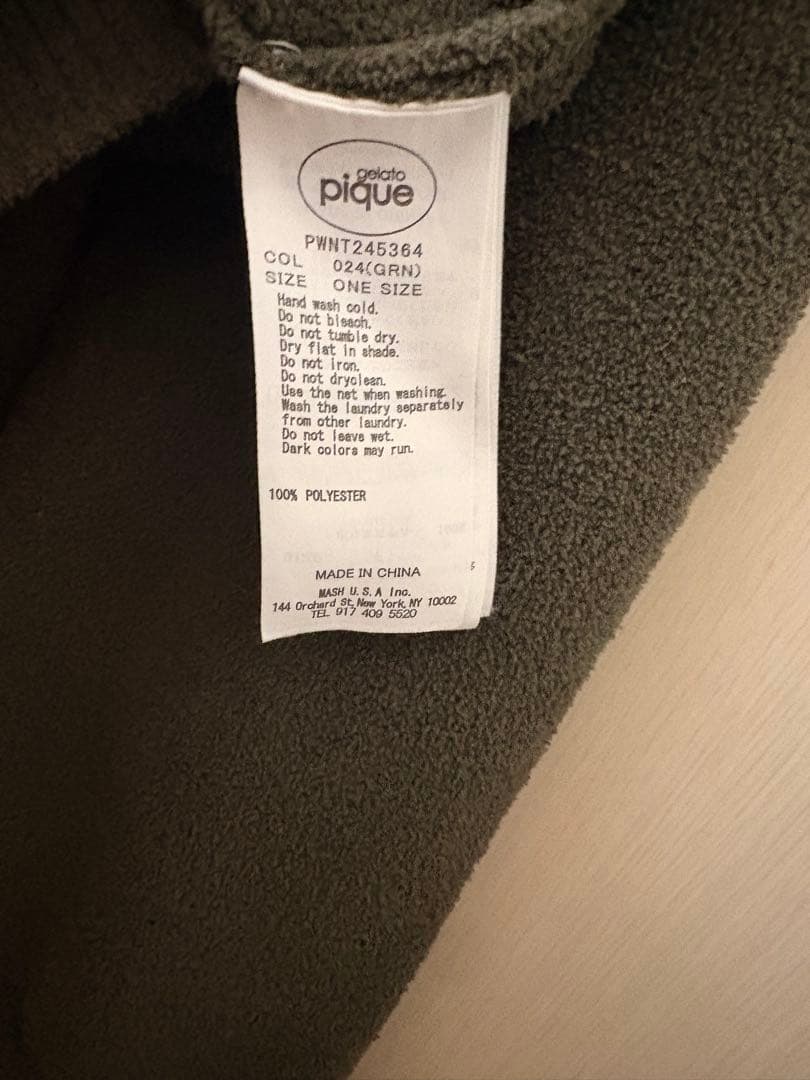 gelato
pique
PWNT245364
COL 024(GRN)
SIZE ONE SIZE
Hand wash cold.
Do not bleach.
Do not tumble dry.
Dry flat in shade.
Do not iron.
Do not dryclean.
Use the net when washing.
Wash the laundry separately
from other laundry.
Do not leave wet.
Dark colors may run.
100% POLYESTER
MADE IN CHINA
MASH U.S.A Inc.
144 Orchard St, New York, NY 10002
TEL 917 409 5520